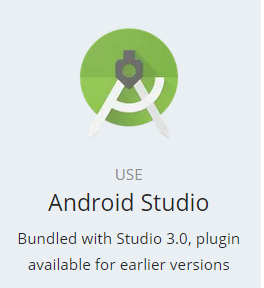 USE
Android Studio
Bundled with Studio 3.0, plugin
available for earlier versions